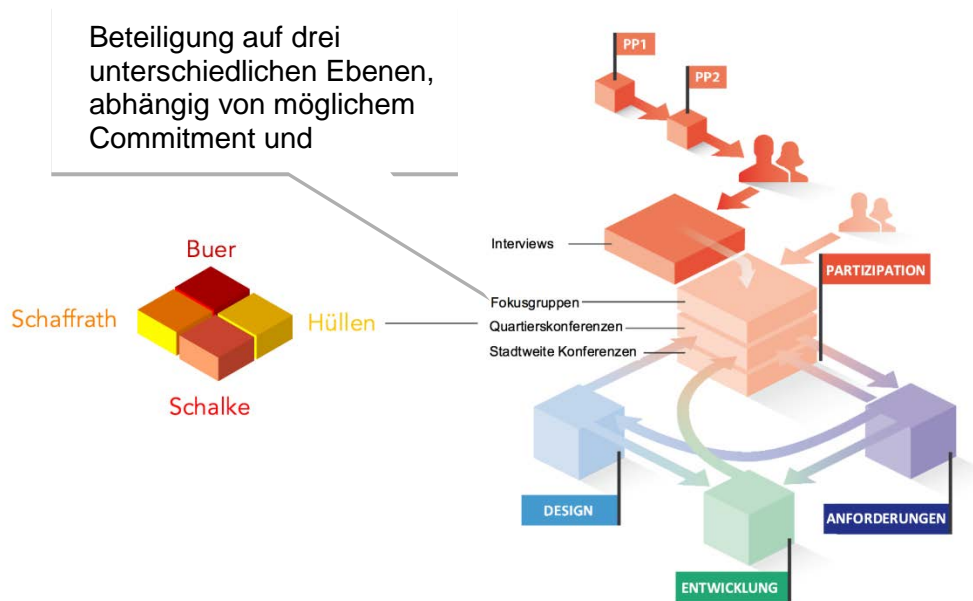 Beteiligung auf drei
unterschiedlichen Ebenen,
abhängig von möglichem
Commitment und
PP1
PP2
Interviews
PARTIZIPATION
Buer
Schaffrath
Hüllen
Schalke
Fokusgruppen
Quartierskonferenzen
Stadtweite Konferenzen
DESIGN
ANFORDERUNGEN
ENTWICKLUNG